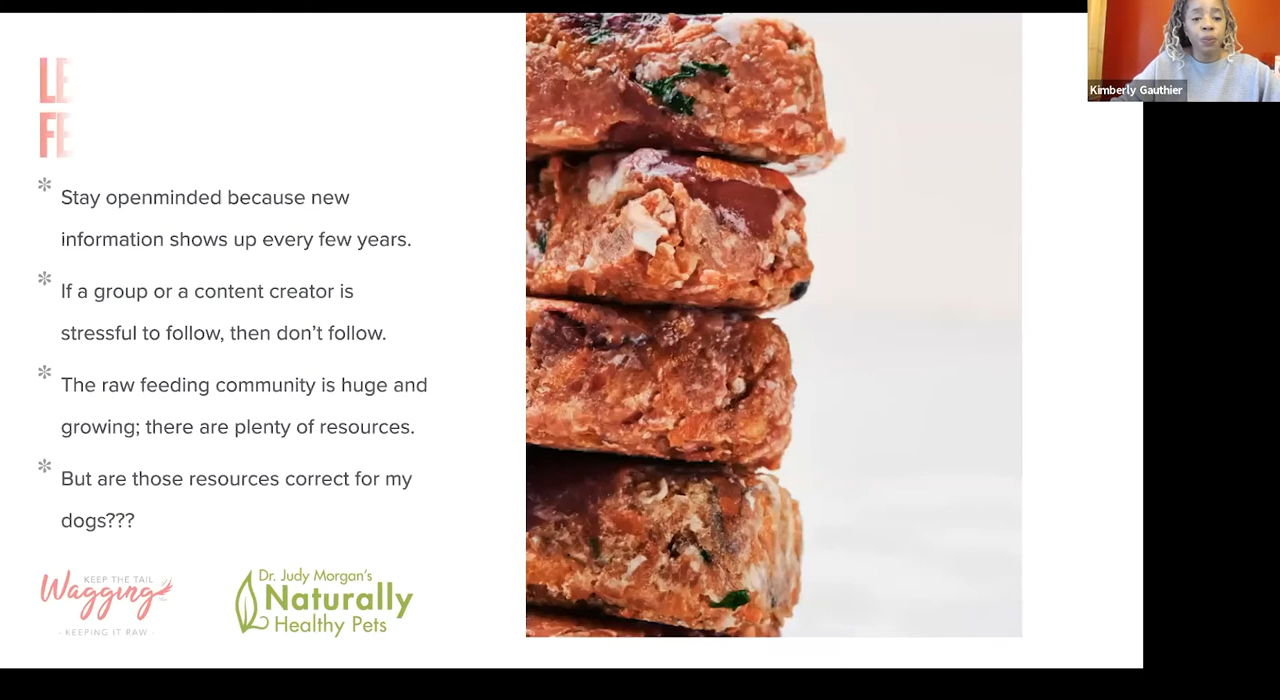 LE
FE
* Stay openminded because new
information shows up every few years.
* If a group or a content creator is
stressful to follow, then don't follow.
* The raw feeding community is huge and
growing; there are plenty of resources.
* But are those resources correct for my
dogs???
KEEP THE TAIL
Wagging
- KEEPING IT RAW -
Dr. Judy Morgan's
Naturally
Healthy Pets
Kimberly Gauthier